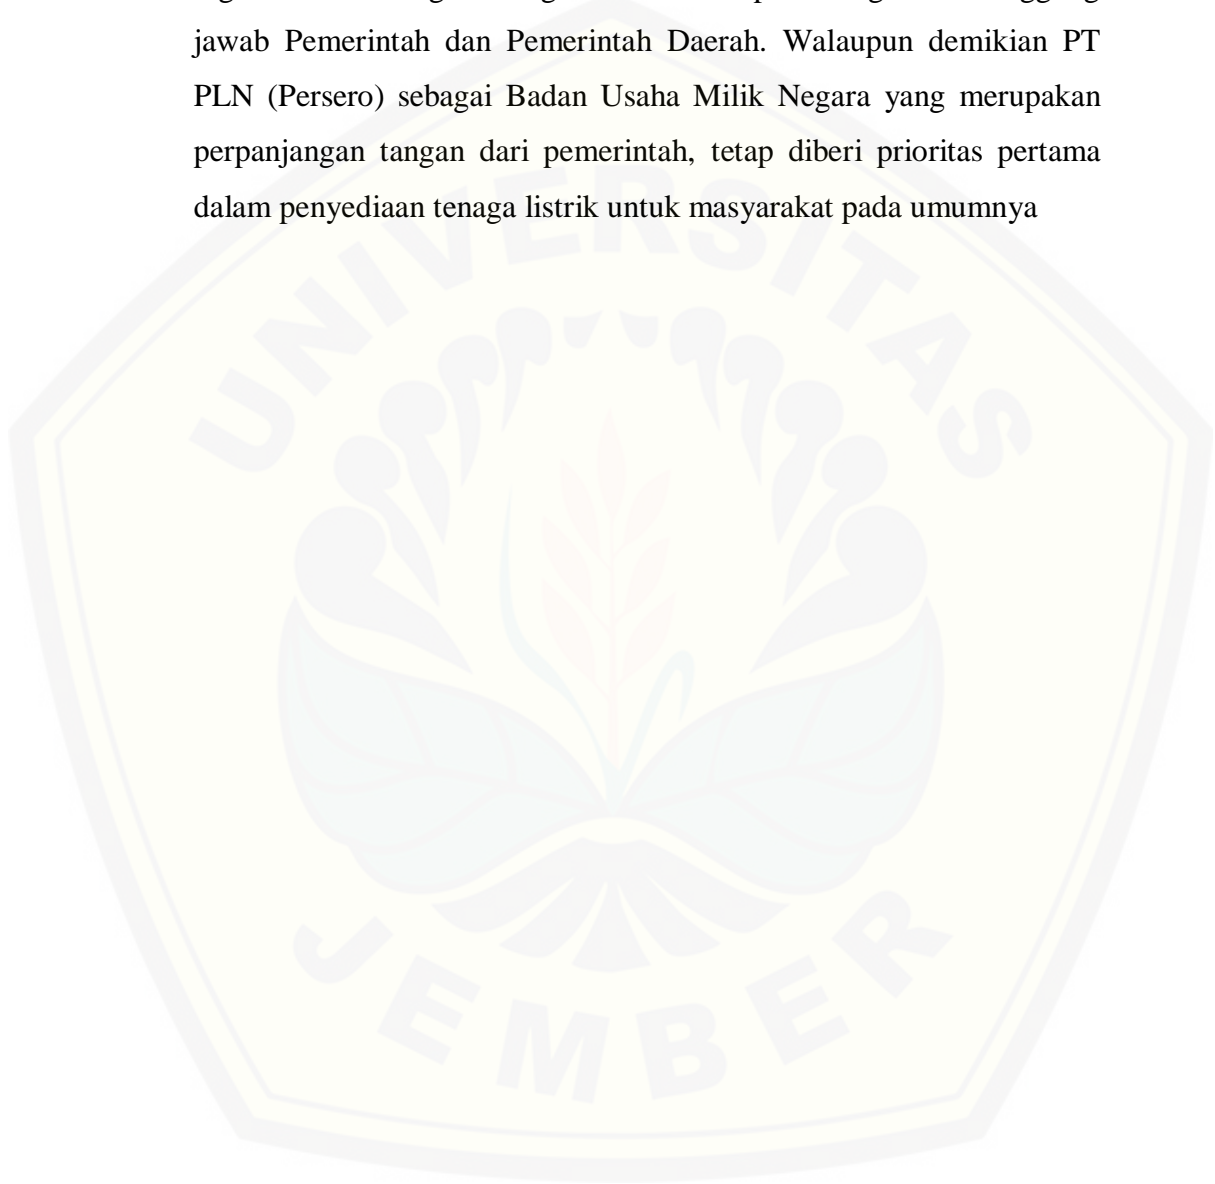 jawab Pemerintah dan Pemerintah Daerah. Walaupun demikian PT
PLN (Persero) sebagai Badan Usaha Milik Negara yang merupakan
perpanjangan tangan dari pemerintah, tetap diberi prioritas pertama
dalam penyediaan tenaga listrik untuk masyarakat pada umumnya
UNIVERSITAS
JEMBER